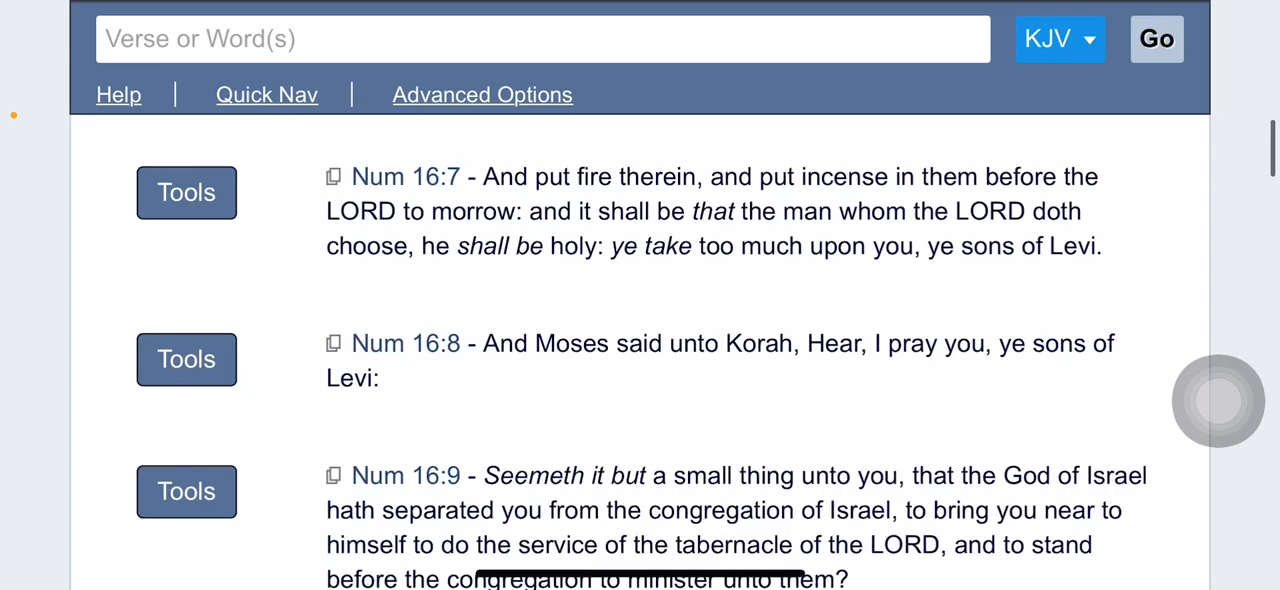 Verse or Word(s) KJV Go
Help Quick Nav Advanced Options
Tools Num 16:7 - And put fire therein, and put incense in them before the
LORD to morrow: and it shall be that the man whom the LORD doth
choose, he shall be holy: ye take too much upon you, ye sons of Levi.
Tools Num 16:8 - And Moses said unto Korah, Hear, I pray you, ye sons of
Levi:
Tools Num 16:9 - Seemeth it but a small thing unto you, that the God of Israel
hath separated you from the congregation of Israel, to bring you near to
himself to do the service of the tabernacle of the LORD, and to stand
before the congregation to minister unto them?